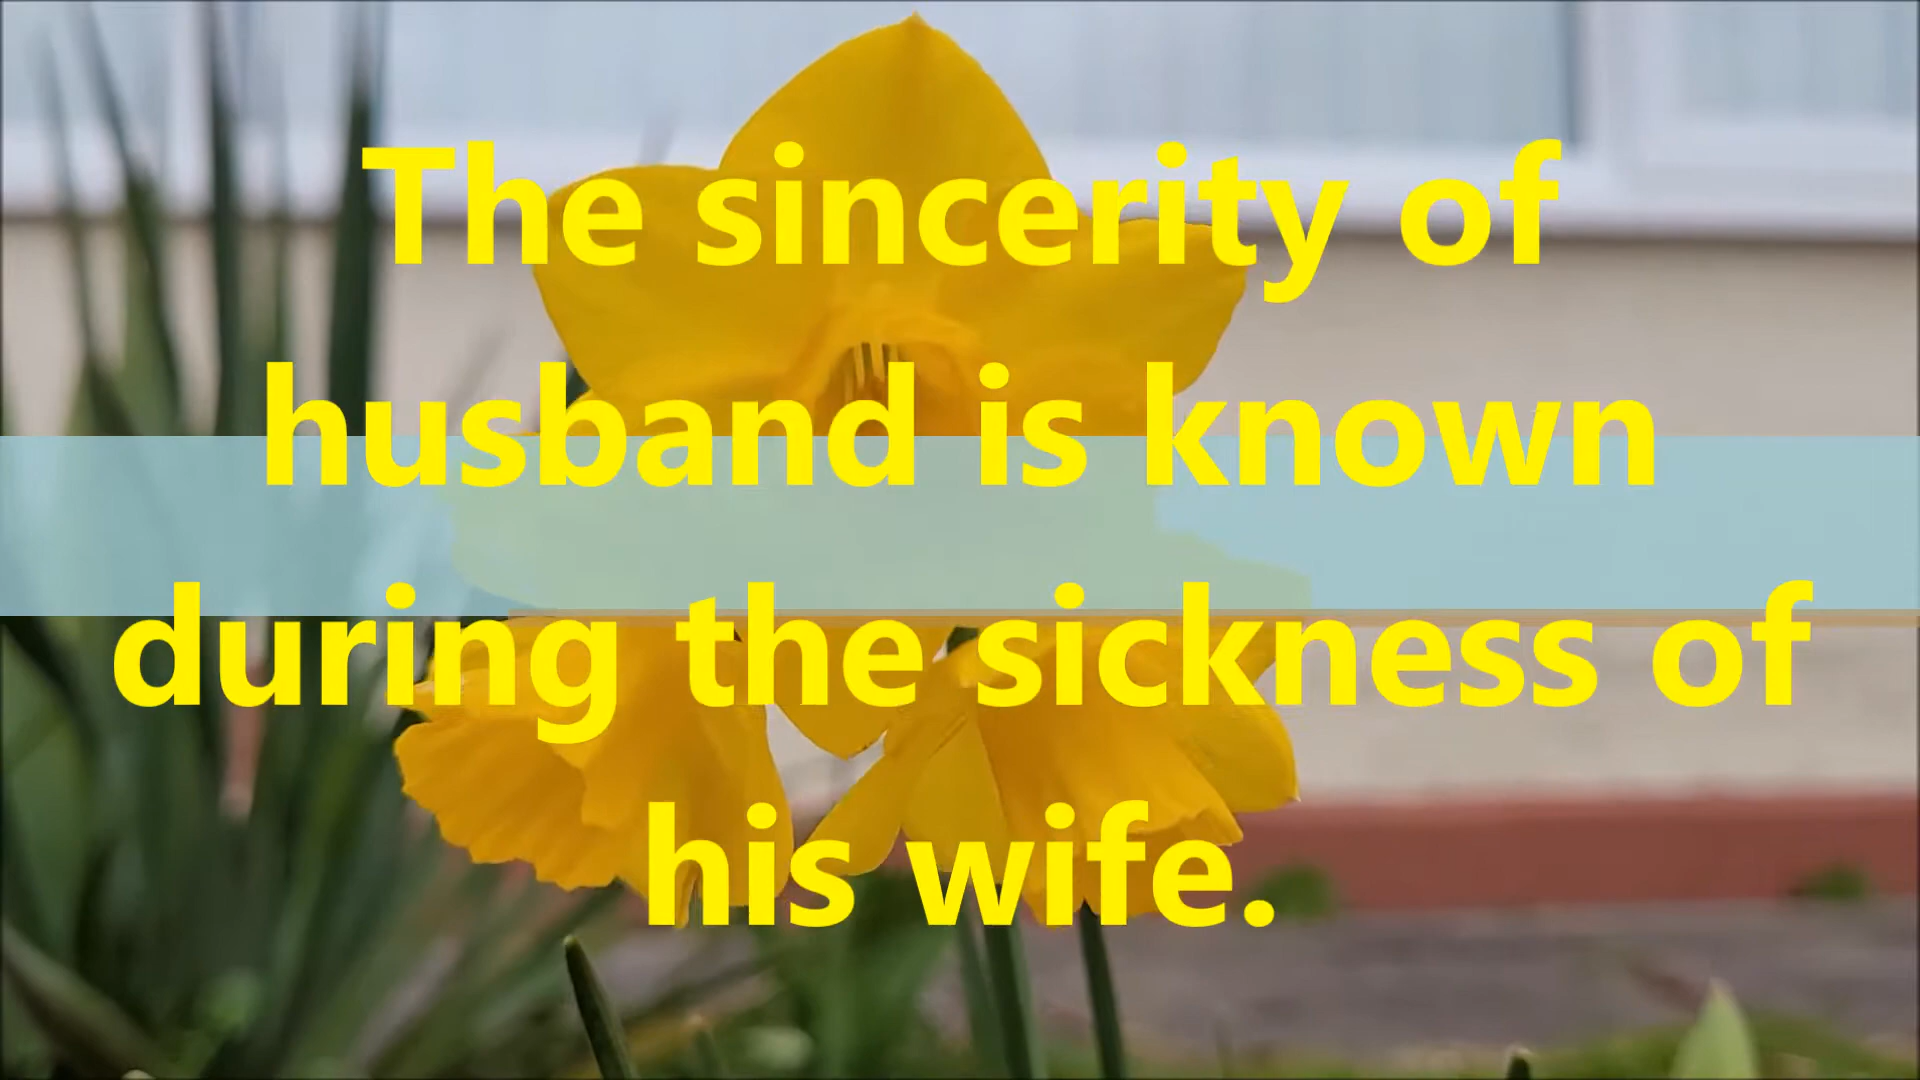 The sincerity of
husband is known
during the sickness of
his wife.